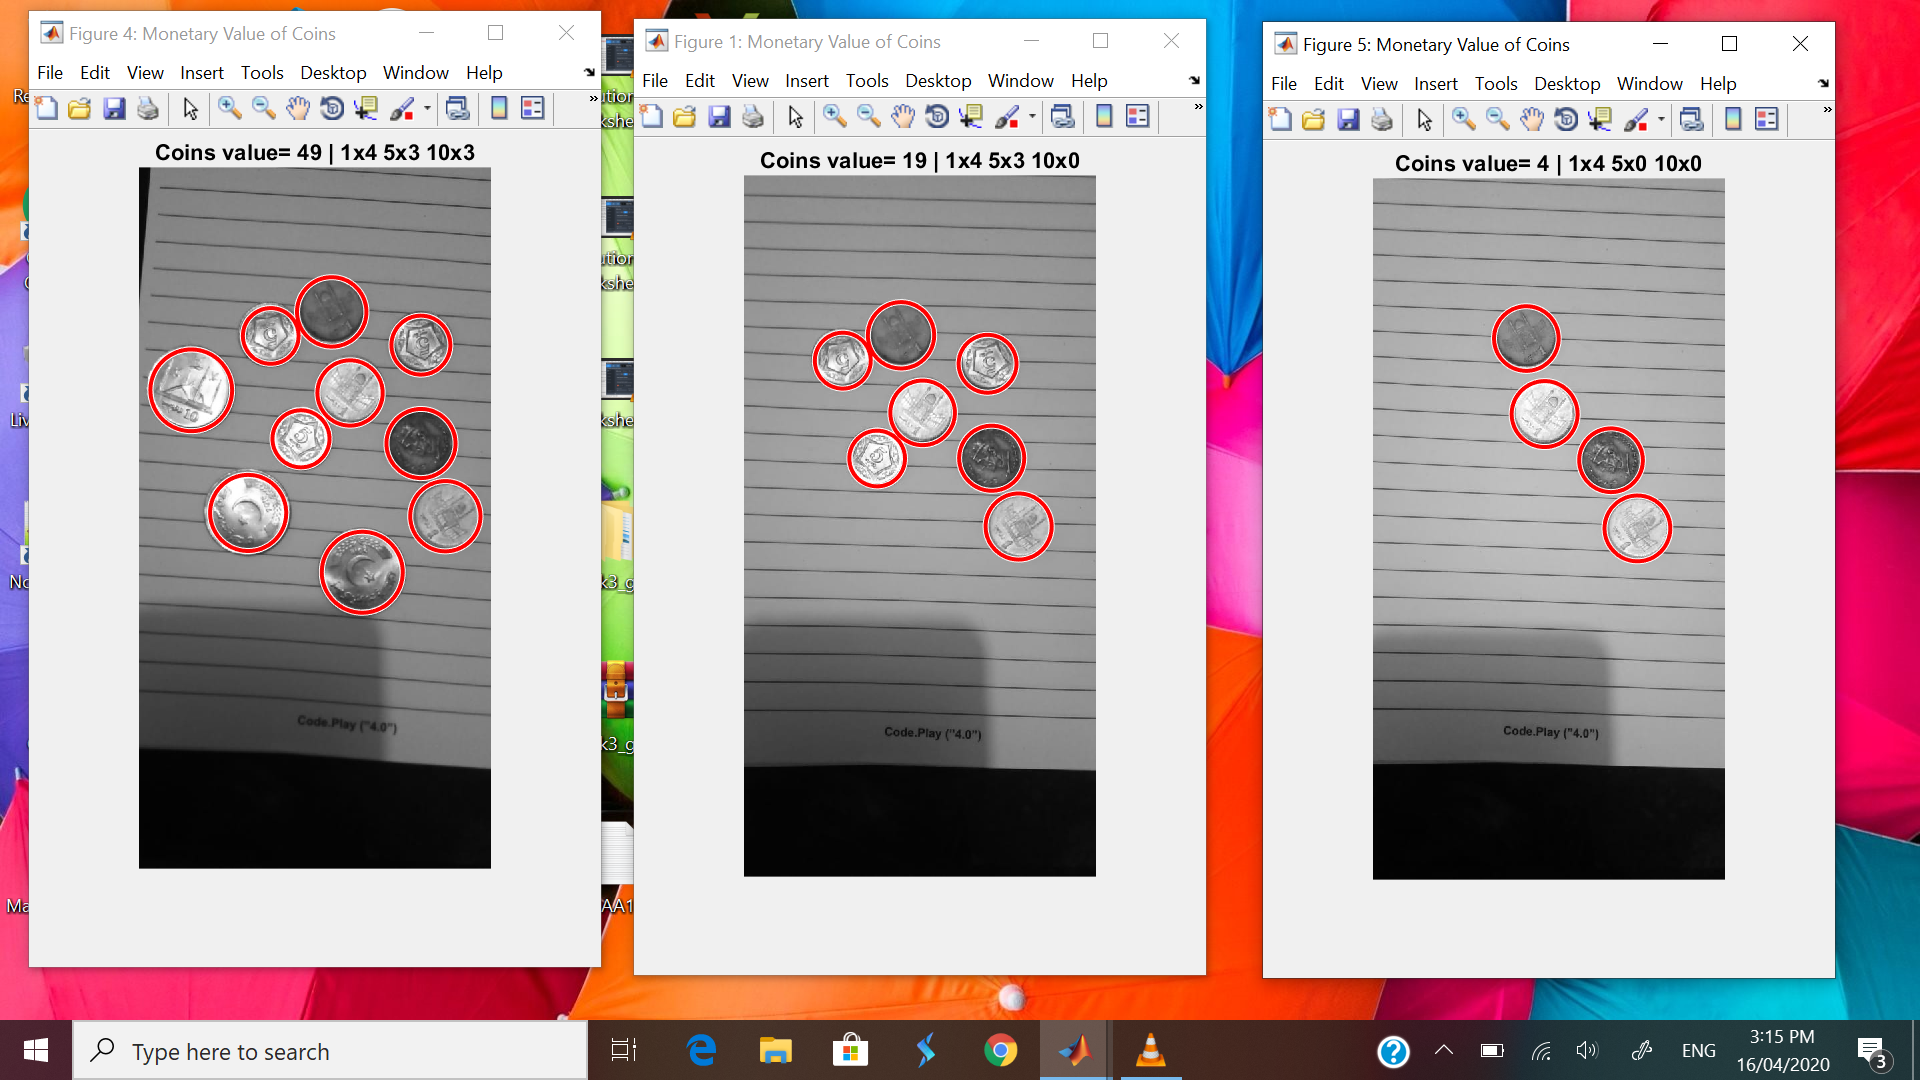 Figure 4: Monetary Value of Coins
File Edit View Insert Tools Desktop Window Help
Coins value= 49 | 1x4 5x3 10x3
10
Code.Play ("4.0")
Figure 1: Monetary Value of Coins
File Edit View Insert Tools Desktop Window Help
Coins value= 19 | 1x4 5x3 10x0
Code.Play ("4.0")
Figure 5: Monetary Value of Coins
File Edit View Insert Tools Desktop Window Help
Coins value= 4 | 1x4 5x0 10x0
Code.Play ("4.0")
Re
Liv
No
Ma
ution
kshe
ution
kshe
kshe
k3_g
k3_g
AA1
Type here to search
ENG
3:15 PM
16/04/2020
3